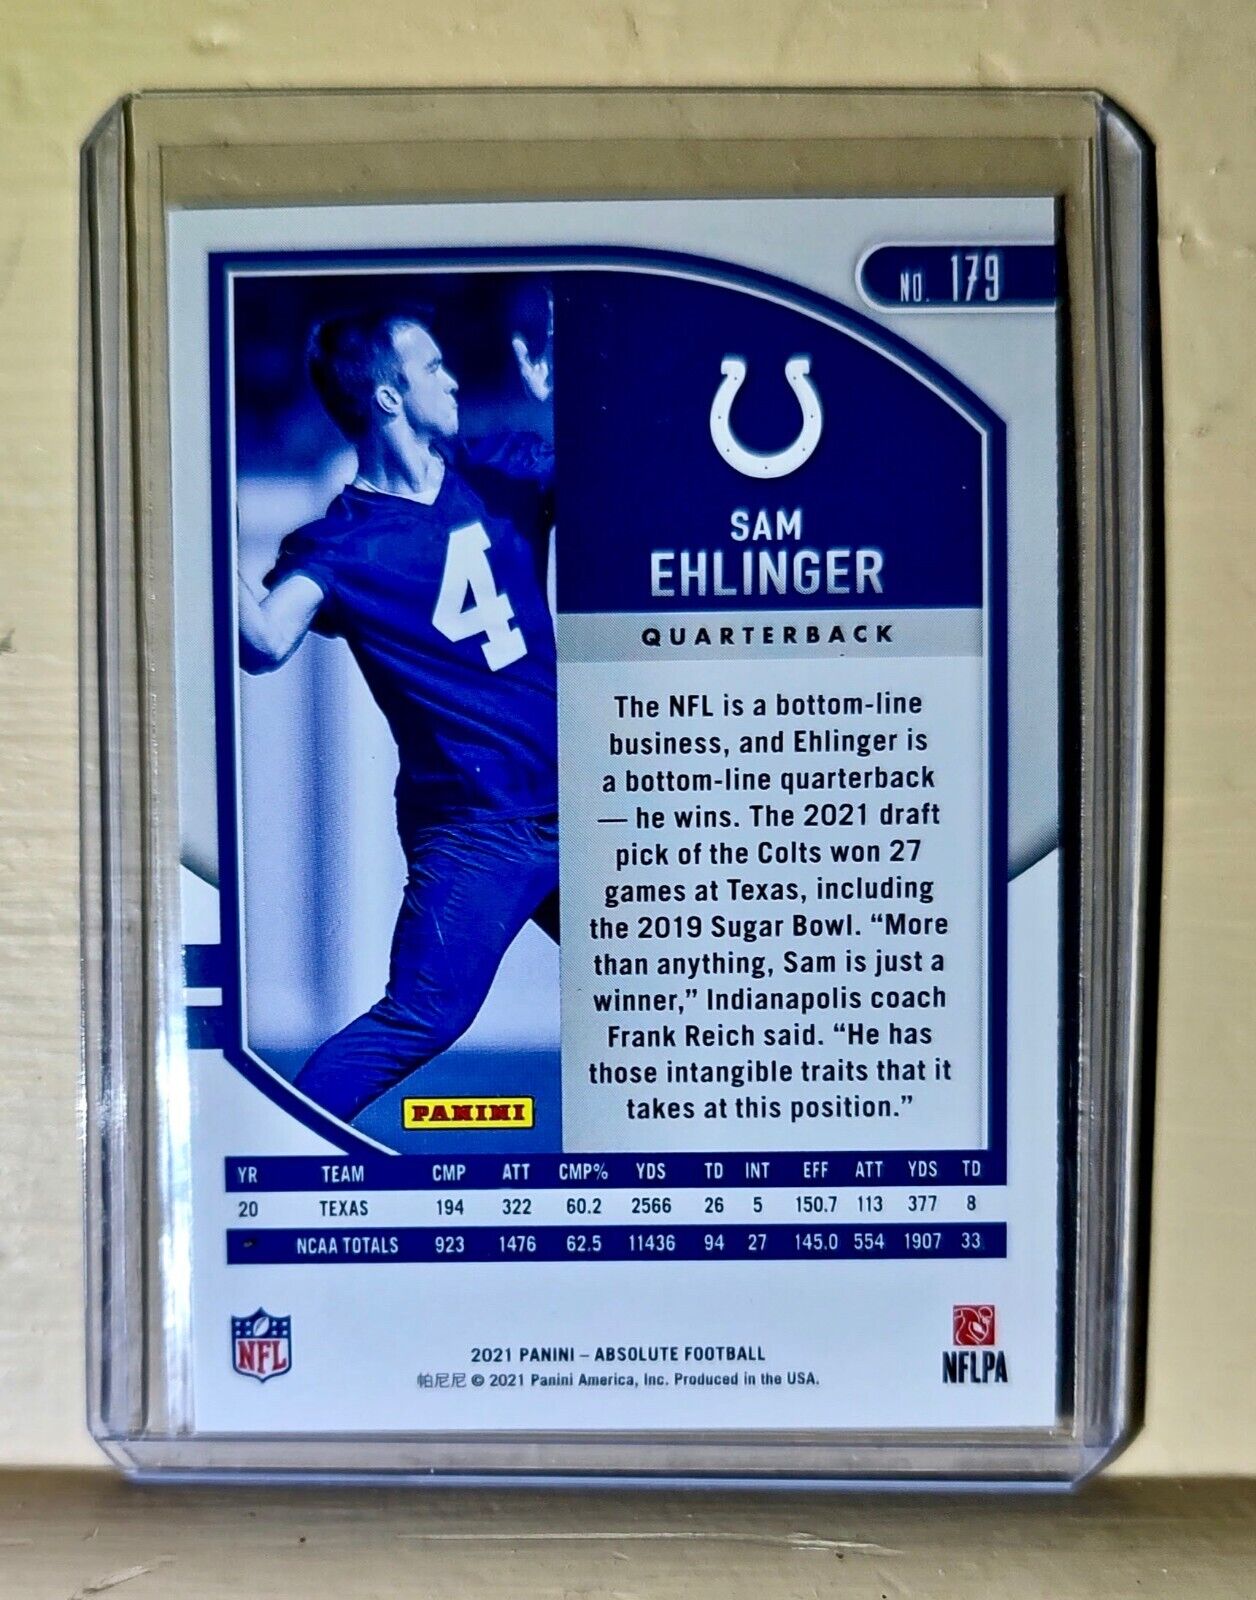 NO. 179
SAM
EHLINGER
QUARTERBACK
4
The NFL is a bottom-line
business, and Ehlinger is
a bottom-line quarterback
— he wins. The 2021 draft
pick of the Colts won 27
games at Texas, including
the 2019 Sugar Bowl. “More
than anything, Sam is just a
winner,” Indianapolis coach
Frank Reich said. “He has
those intangible traits that it
takes at this position.”
PANINI
YR TEAM CMP ATT CMP% YDS TD INT EFF ATT YDS TD
20 TEXAS 194 322 60.2 2566 26 5 150.7 113 377 8
NCAA TOTALS 923 1476 62.5 11436 94 27 145.0 554 1907 33
NFL
2021 PANINI – ABSOLUTE FOOTBALL
帕尼尼 © 2021 Panini America, Inc. Produced in the USA.
NFLPA